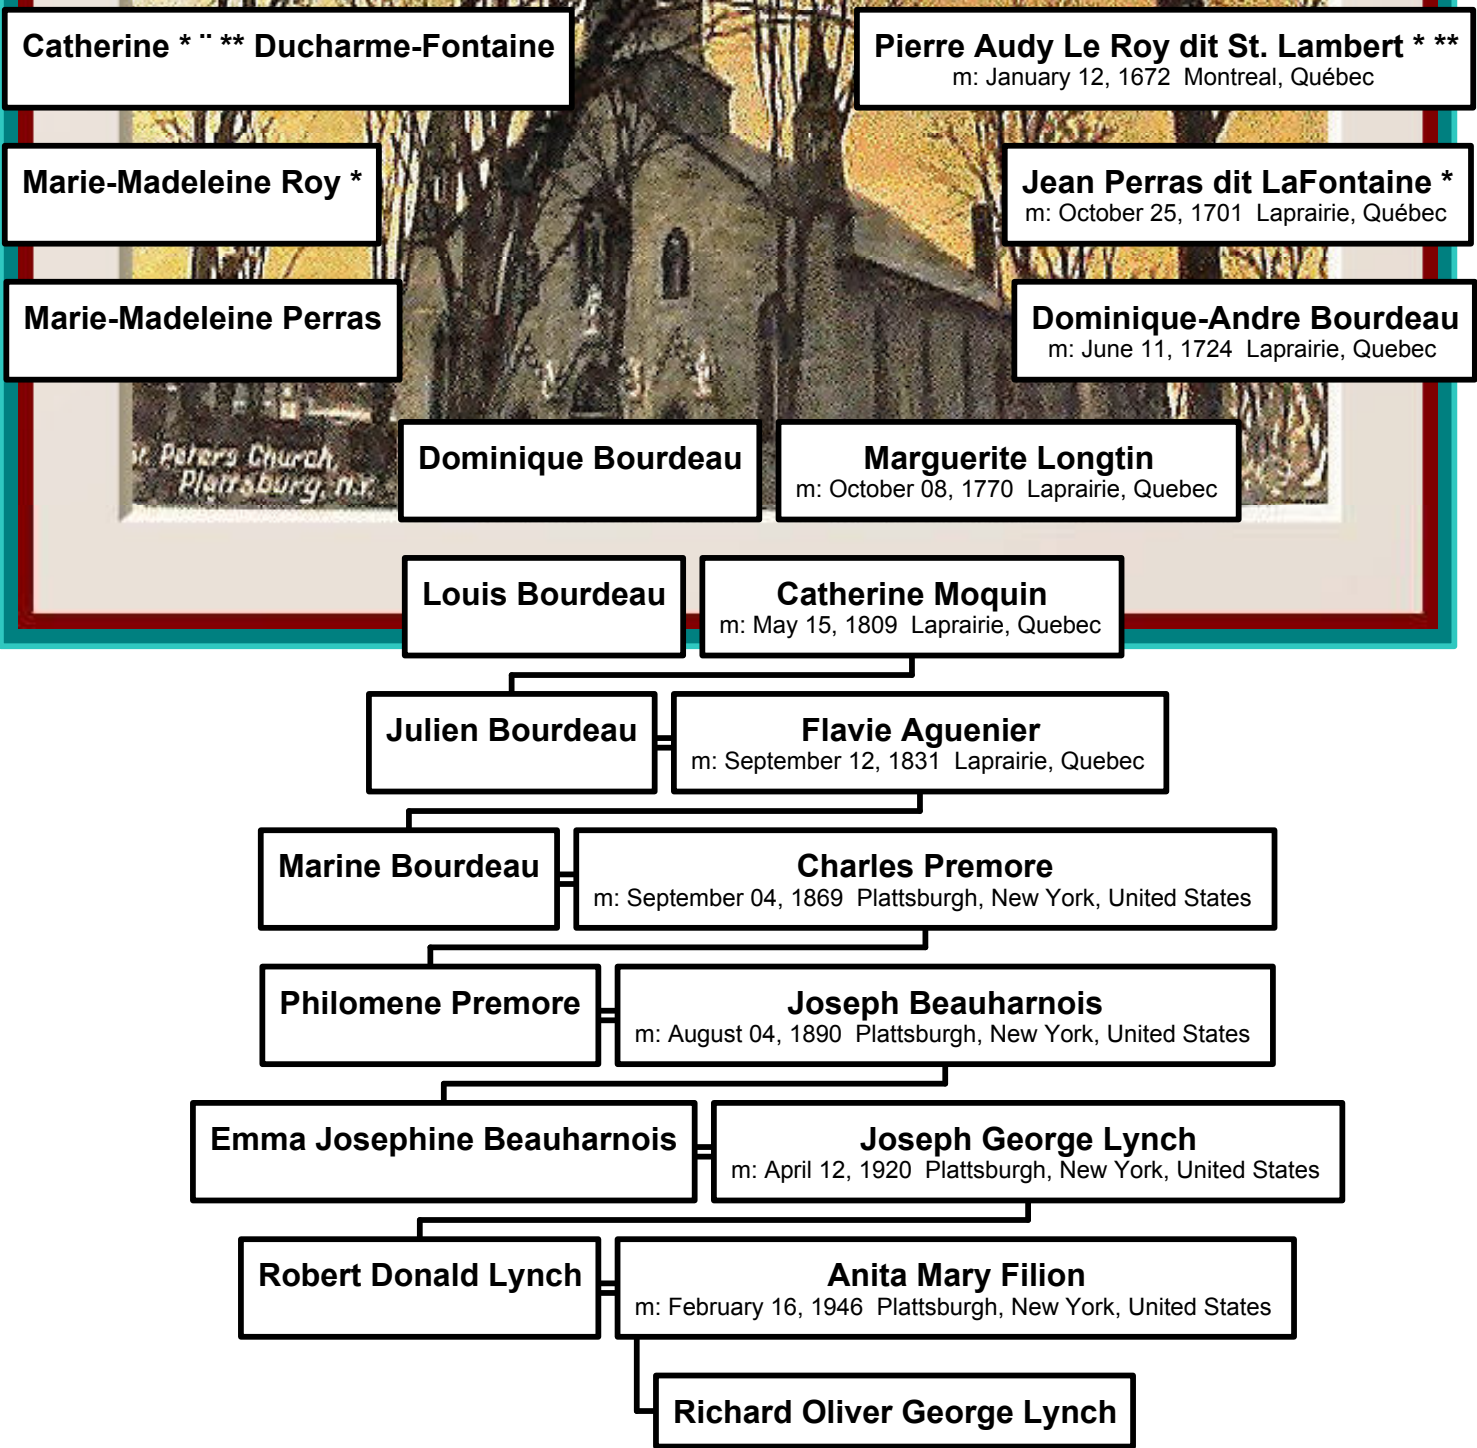 Catherine * ¨ ** Ducharme-Fontaine
Pierre Audy Le Roy dit St. Lambert * **
m: January 12, 1672 Montreal, Québec
Marie-Madeleine Roy *
Jean Perras dit LaFontaine *
m: October 25, 1701 Laprairie, Québec
Marie-Madeleine Perras
Dominique-Andre Bourdeau
m: June 11, 1724 Laprairie, Quebec
Peters Church,
Plattsburg, n.y.
Dominique Bourdeau
Marguerite Longtin
m: October 08, 1770 Laprairie, Quebec
Louis Bourdeau
Catherine Moquin
m: May 15, 1809 Laprairie, Quebec
Julien Bourdeau
Flavie Aguenier
m: September 12, 1831 Laprairie, Quebec
Marine Bourdeau
Charles Premore
m: September 04, 1869 Plattsburgh, New York, United States
Philomene Premore
Joseph Beauharnois
m: August 04, 1890 Plattsburgh, New York, United States
Emma Josephine Beauharnois
Joseph George Lynch
m: April 12, 1920 Plattsburgh, New York, United States
Robert Donald Lynch
Anita Mary Filion
m: February 16, 1946 Plattsburgh, New York, United States
Richard Oliver George Lynch